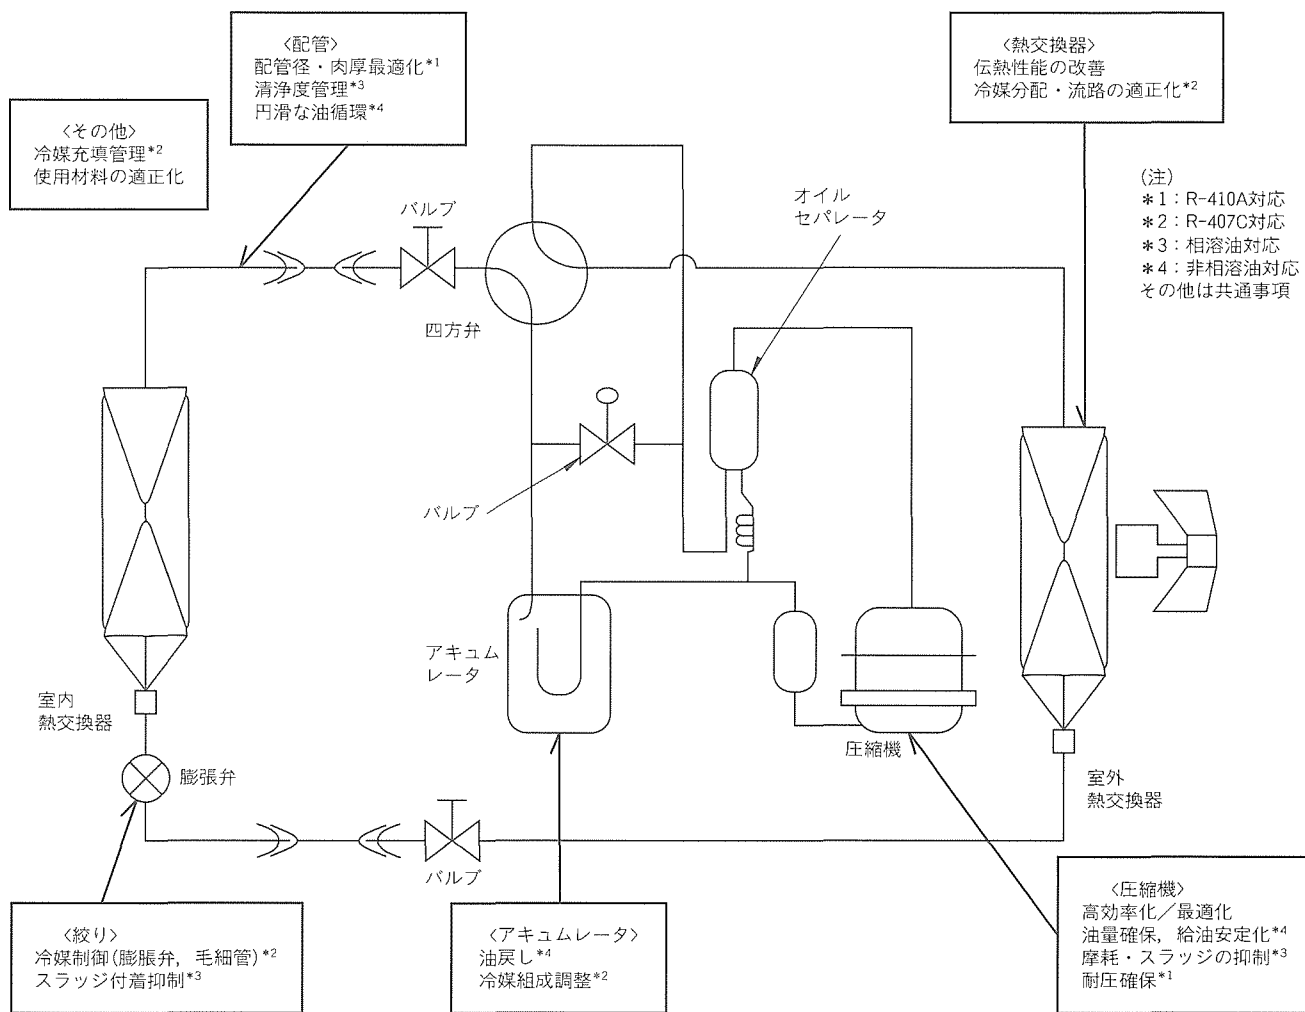 〈配管〉
配管径・肉厚最適化*1
清浄度管理*3
円滑な油循環*4
〈熱交換器〉
伝熱性能の改善
冷媒分配・流路の適正化*2
〈その他〉
冷媒充填管理*2
使用材料の適正化
(注)
*1:R-410A対応
*2:R-407C対応
*3:相溶油対応
*4:非相溶油対応
その他は共通事項
バルブ
オイル
セパレータ
四方弁
バルブ
アキュム
レータ
室内
熱交換器
圧縮機
膨張弁
室外
熱交換器
バルブ
〈絞り〉
冷媒制御(膨脹弁,毛細管)*2
スラッジ付着抑制*3
〈アキュムレータ〉
油戻し*4
冷媒組成調整*2
〈圧縮機〉
高効率化/最適化
油量確保,給油安定化*4
摩耗・スラッジの抑制*3
耐圧確保*1